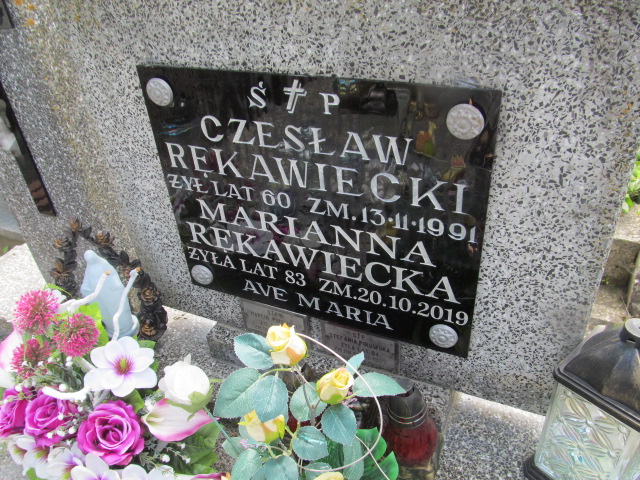 Ś † P
CZESŁAW
RĘKAWIECKI
ŻYŁ LAT 60 ZM.13.11.1991
MARIANNA
RĘKAWIECKA
ŻYŁA LAT 83 ZM.20.10.2019
AVE MARIA